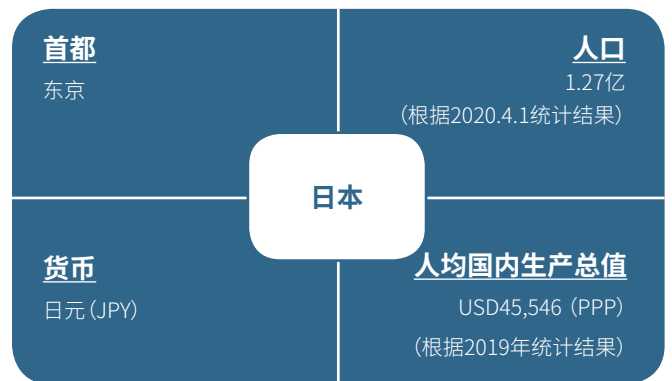 首都
东京
人口
1.27亿
（根据2020.4.1统计结果）
日本
货币
日元（JPY）
人均国内生产总值
USD45,546（PPP）
（根据2019年统计结果）